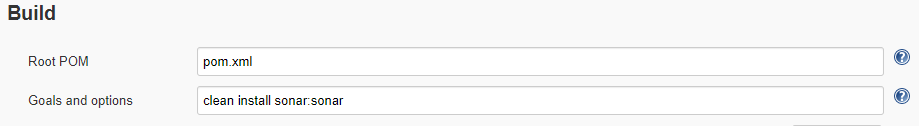 Build
Root POM
pom.xml
Goals and options
clean install sonar:sonar